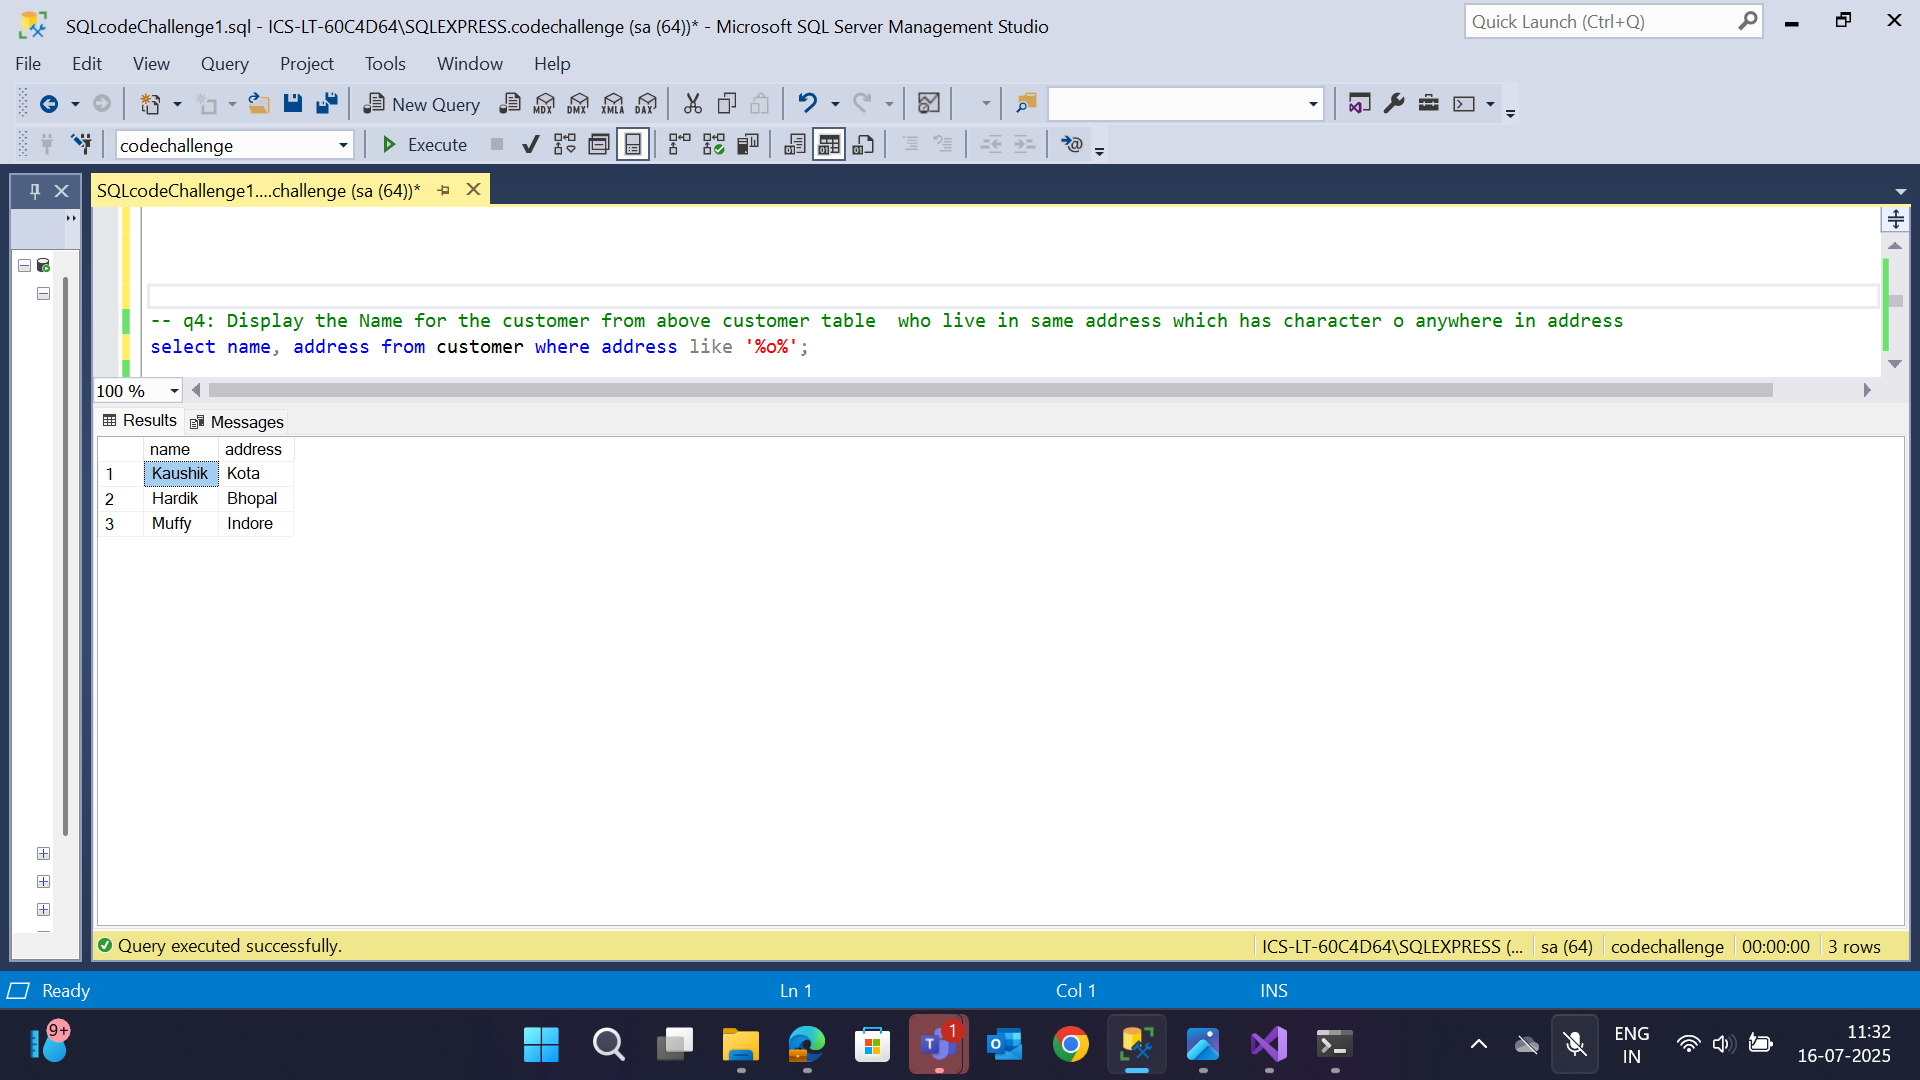 SQLcodeChallenge1.sql - ICS-LT-60C4D64\SQLEXPRESS.codechallenge (sa (64))* - Microsoft SQL Server Management Studio
Quick Launch (Ctrl+Q)
File Edit View Query Project Tools Window Help
New Query MDX DMX XMLA DAX
codechallenge Execute
SQLcodeChallenge1....challenge (sa (64))*
-- q4: Display the Name for the customer from above customer table  who live in same address which has character o anywhere in address
select name, address from customer where address like '%o%';
100 %
Results Messages
name address
1 Kaushik Kota
2 Hardik Bhopal
3 Muffy Indore
Query executed successfully. ICS-LT-60C4D64\SQLEXPRESS (... sa (64) codechallenge 00:00:00 3 rows
Ready Ln 1 Col 1 INS
9+
1
ENG
IN
11:32
16-07-2025